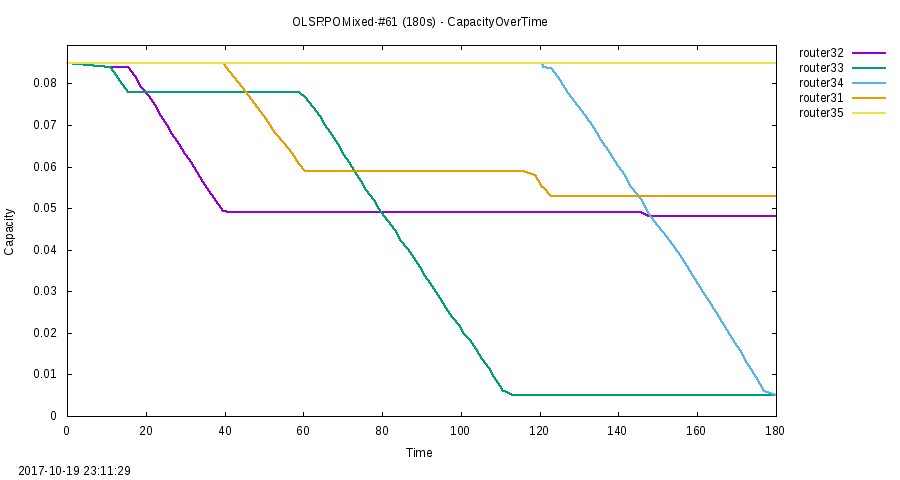 OLSRPOMixed-#61 (180s) - CapacityOverTime
router32
router33
router34
router31
router35
0.08
0.07
0.06
0.05
0.04
0.03
0.02
0.01
0
Capacity
0 20 40 60 80 100 120 140 160 180
Time
2017-10-19 23:11:29